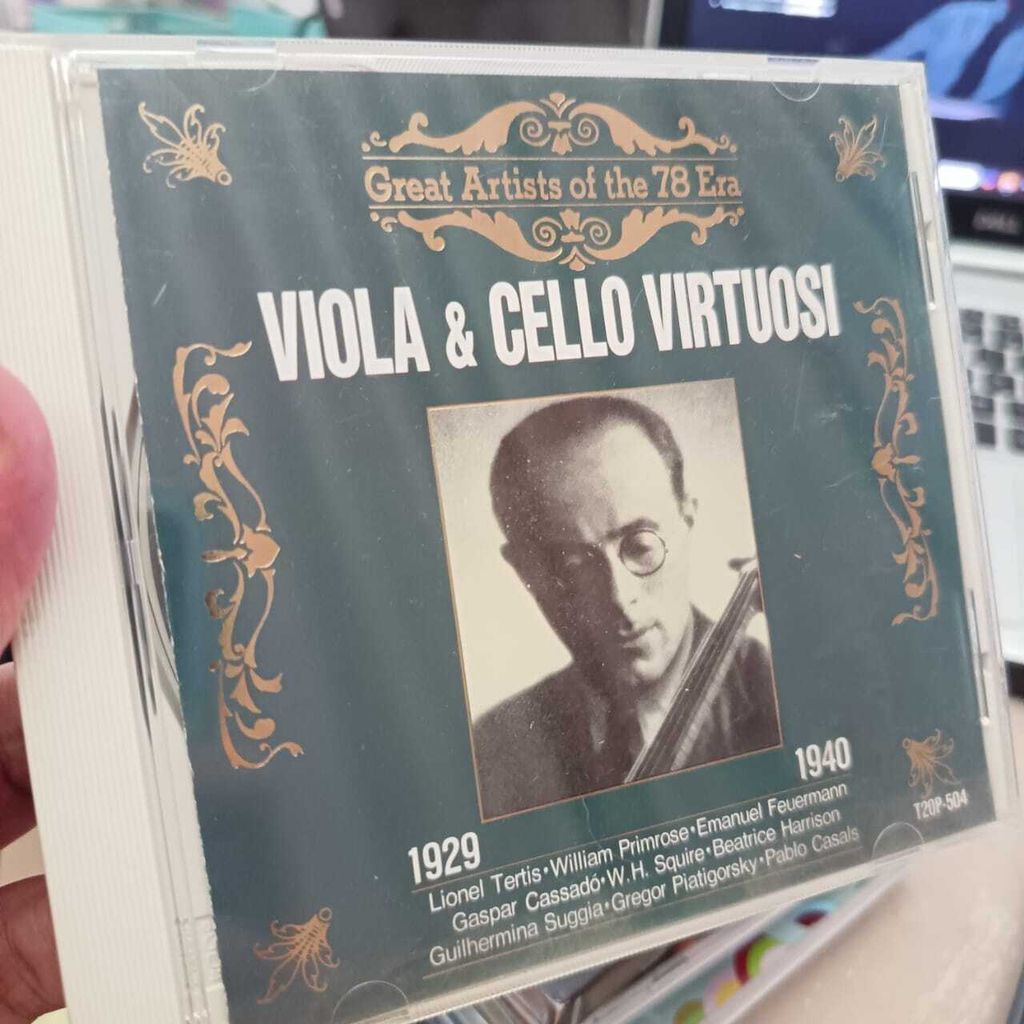 Great Artists of the 78 Era
VIOLA & CELLO VIRTUOSI
1929
1940
Lionel Tertis•William Primrose•Emanuel Feuermann
Gaspar Cassadó•W.H. Squire•Beatrice Harrison
Guilhermina Suggia•Gregor Piatigorsky•Pablo Casals
T20P-504
DELL